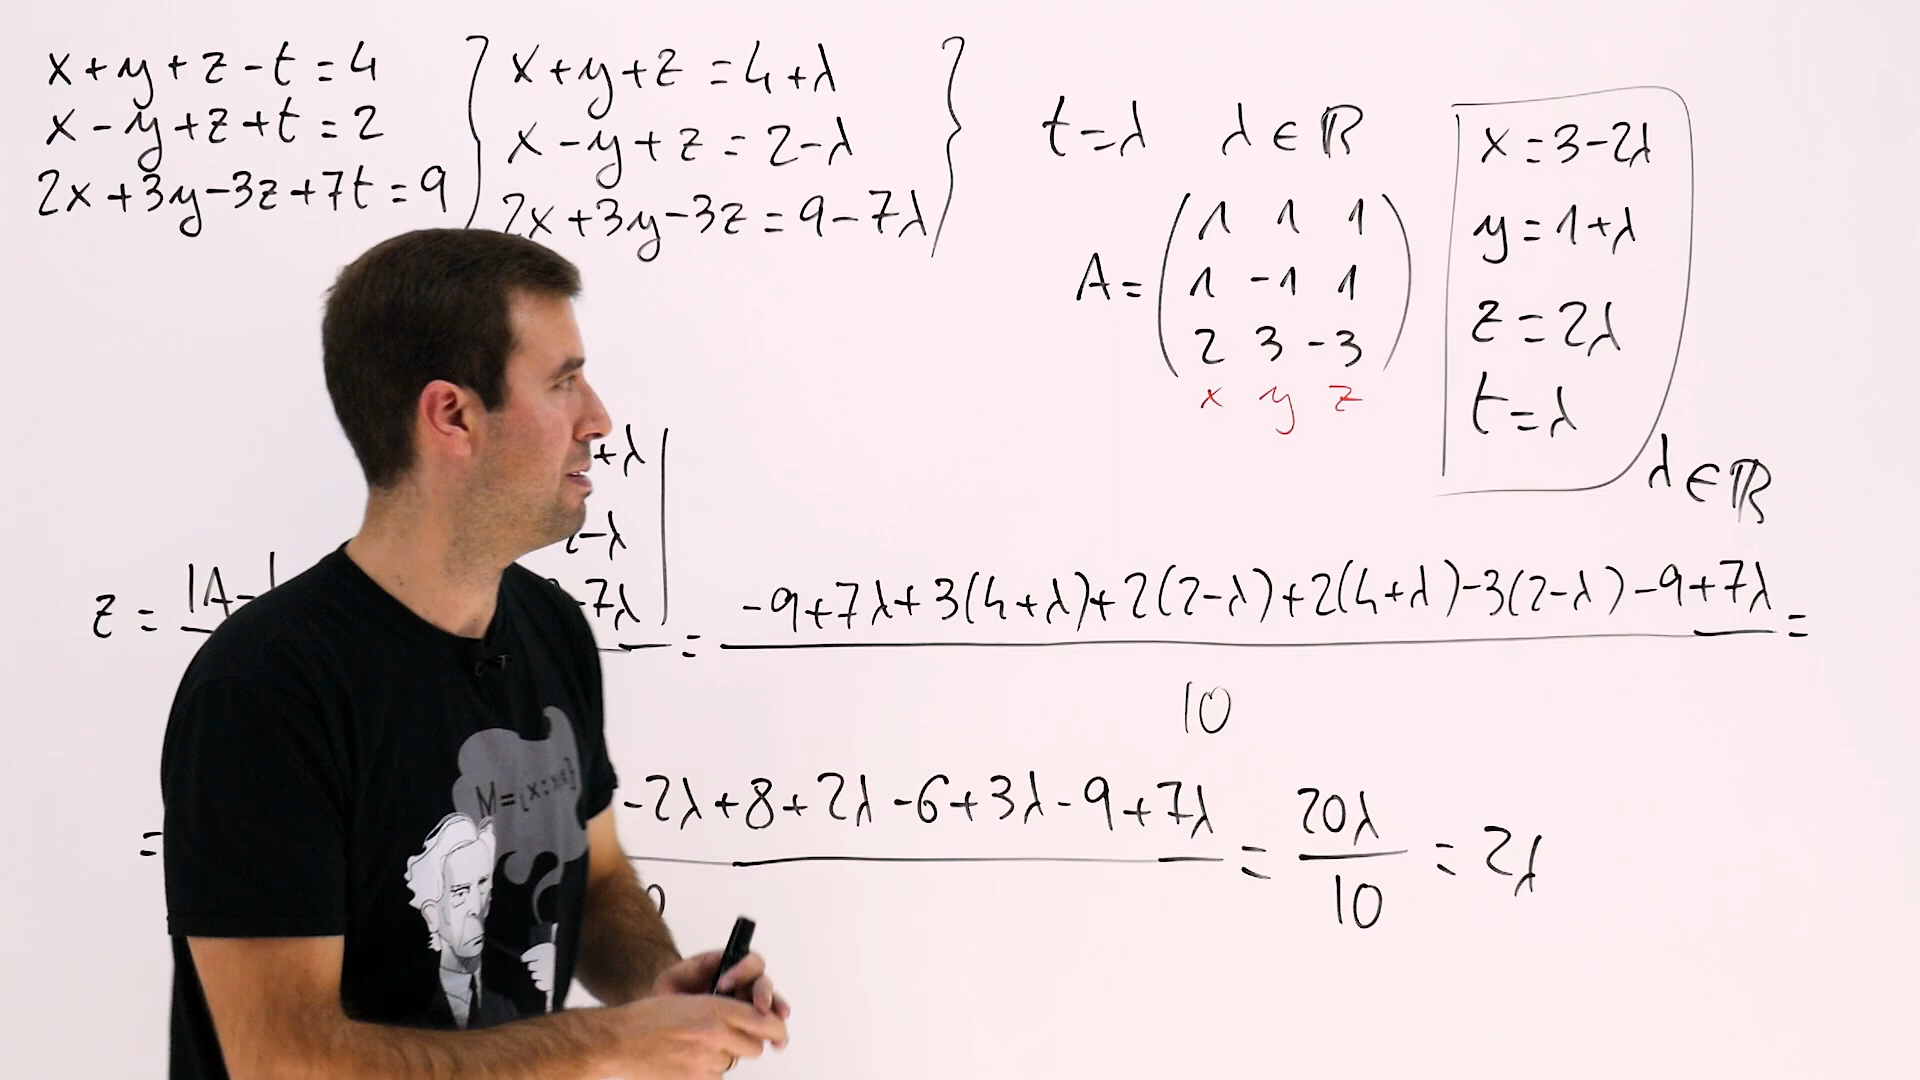 x+y+z-t=4
x-y+z+t=2
2x+3y-3z+7t=9
x+y+z=4+λ
x-y+z=2-λ
2x+3y-3z=9-7λ
t=λ λ∈ℝ
A=
1 1 1
1 -1 1
2 3 -3
x y z
x=3-2λ
y=1+λ
z=2λ
t=λ
λ∈ℝ
+λ
-λ
-7λ
z = |A
= -9+7λ+3(4+λ)+2(2-λ)+2(4+λ)-3(2-λ)-9+7λ =
10
= -2λ+8+2λ-6+3λ-9+7λ = 20λ/10 = 2λ
M={x:x∉x}